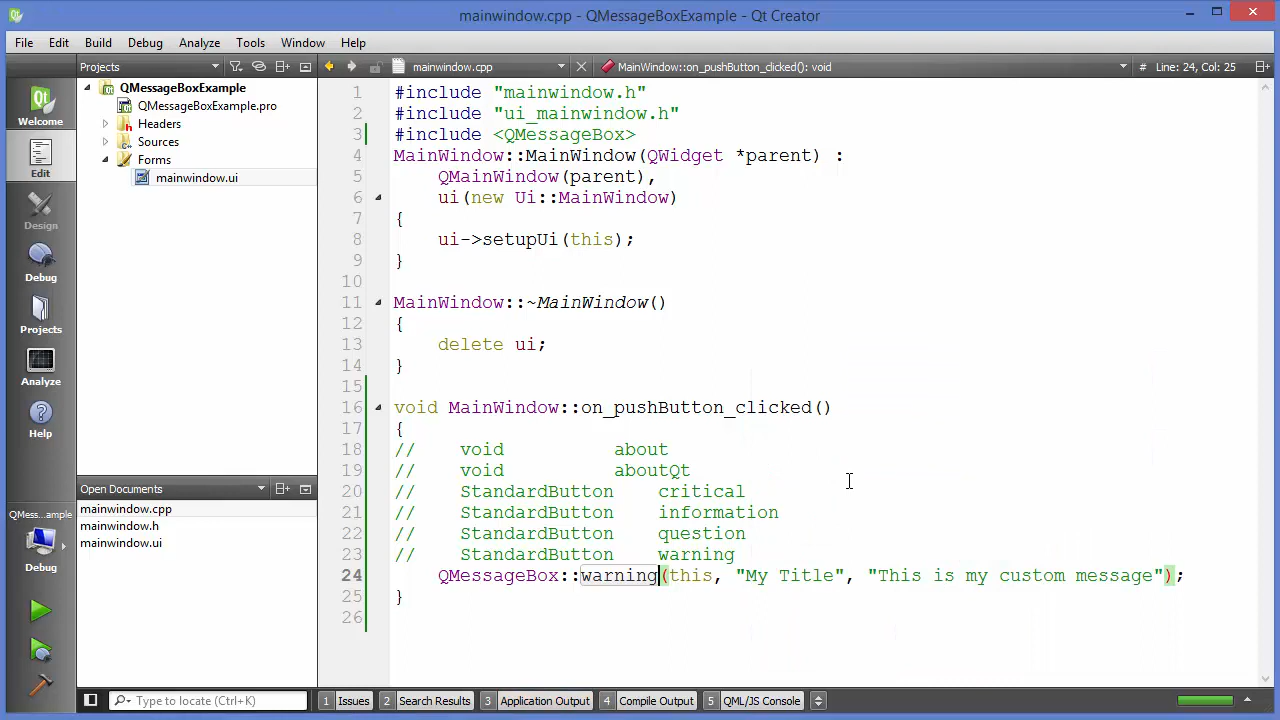 mainwindow.cpp - QMessageBoxExample - Qt Creator
File Edit Build Debug Analyze Tools Window Help
Projects mainwindow.cpp MainWindow::on_pushButton_clicked(): void # Line: 24, Col: 25
Welcome
Edit
Design
Debug
Projects
Analyze
Help
QMess...ample
Debug
QMessageBoxExample
QMessageBoxExample.pro
Headers
Sources
Forms
mainwindow.ui
Open Documents
mainwindow.cpp
mainwindow.h
mainwindow.ui
1 #include "mainwindow.h"
2 #include "ui_mainwindow.h"
3 #include <QMessageBox>
4 MainWindow::MainWindow(QWidget *parent) :
5 QMainWindow(parent),
6 ui(new Ui::MainWindow)
7 {
8 ui->setupUi(this);
9 }
10
11 MainWindow::~MainWindow()
12 {
13 delete ui;
14 }
15
16 void MainWindow::on_pushButton_clicked()
17 {
18 // void about
19 // void aboutQt
20 // StandardButton critical
21 // StandardButton information
22 // StandardButton question
23 // StandardButton warning
24 QMessageBox::warning(this, "My Title", "This is my custom message");
25 }
26
Type to locate (Ctrl+K) 1 Issues 2 Search Results 3 Application Output 4 Compile Output 5 QML/JS Console